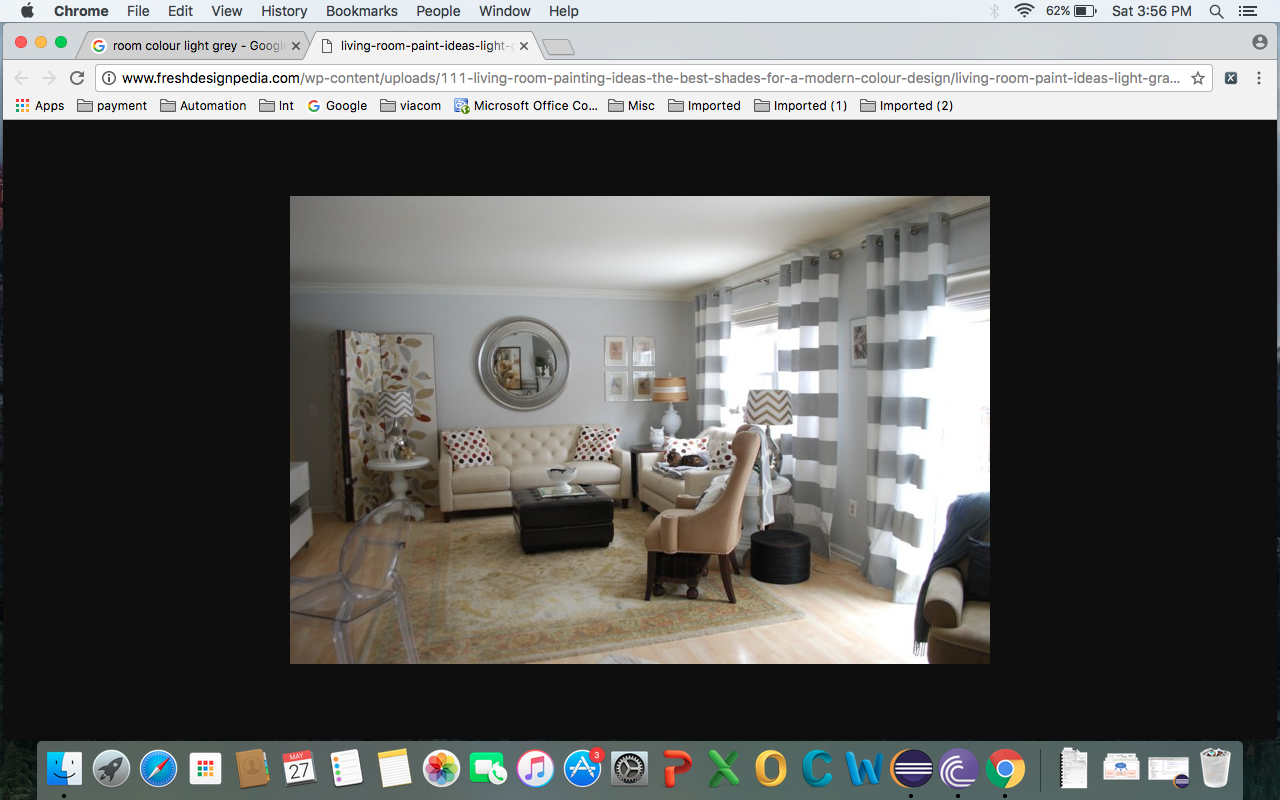 Chrome File Edit View History Bookmarks People Window Help 62% Sat 3:56 PM
room colour light grey - Googl living-room-paint-ideas-light-g
www.freshdesignpedia.com/wp-content/uploads/111-living-room-painting-ideas-the-best-shades-for-a-modern-colour-design/living-room-paint-ideas-light-gra...
Apps payment Automation Int Google viacom Microsoft Office Co... Misc Imported Imported (1) Imported (2)
MAY
27
3